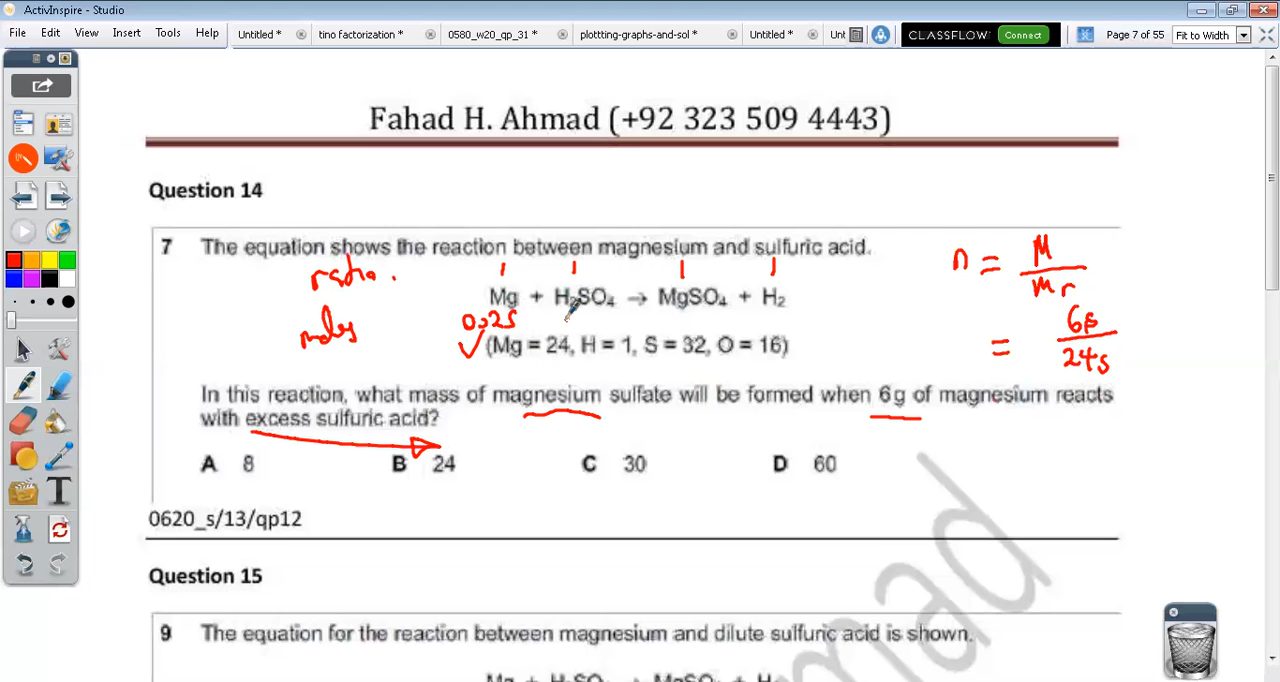 ActivInspire - Studio
File Edit View Insert Tools Help Untitled * tino factorization * 0580_w20_qp_31 * plottting-graphs-and-sol * Untitled * Unt CLASSFLOW Connect Page 7 of 55 Fit to Width
Fahad H. Ahmad (+92 323 509 4443)
Question 14
7 The equation shows the reaction between magnesium and sulfuric acid.
ratio.
1 1 1 1
n = M / Mr
Mg + H₂SO₄ → MgSO₄ + H₂
moles
0.25
= 6g / 24g
(Mg = 24, H = 1, S = 32, O = 16)
In this reaction, what mass of magnesium sulfate will be formed when 6g of magnesium reacts
with excess sulfuric acid?
A 8 B 24 C 30 D 60
0620_s/13/qp12
Question 15
9 The equation for the reaction between magnesium and dilute sulfuric acid is shown.
Mg + H₂SO₄ → MgSO₄ + H₂